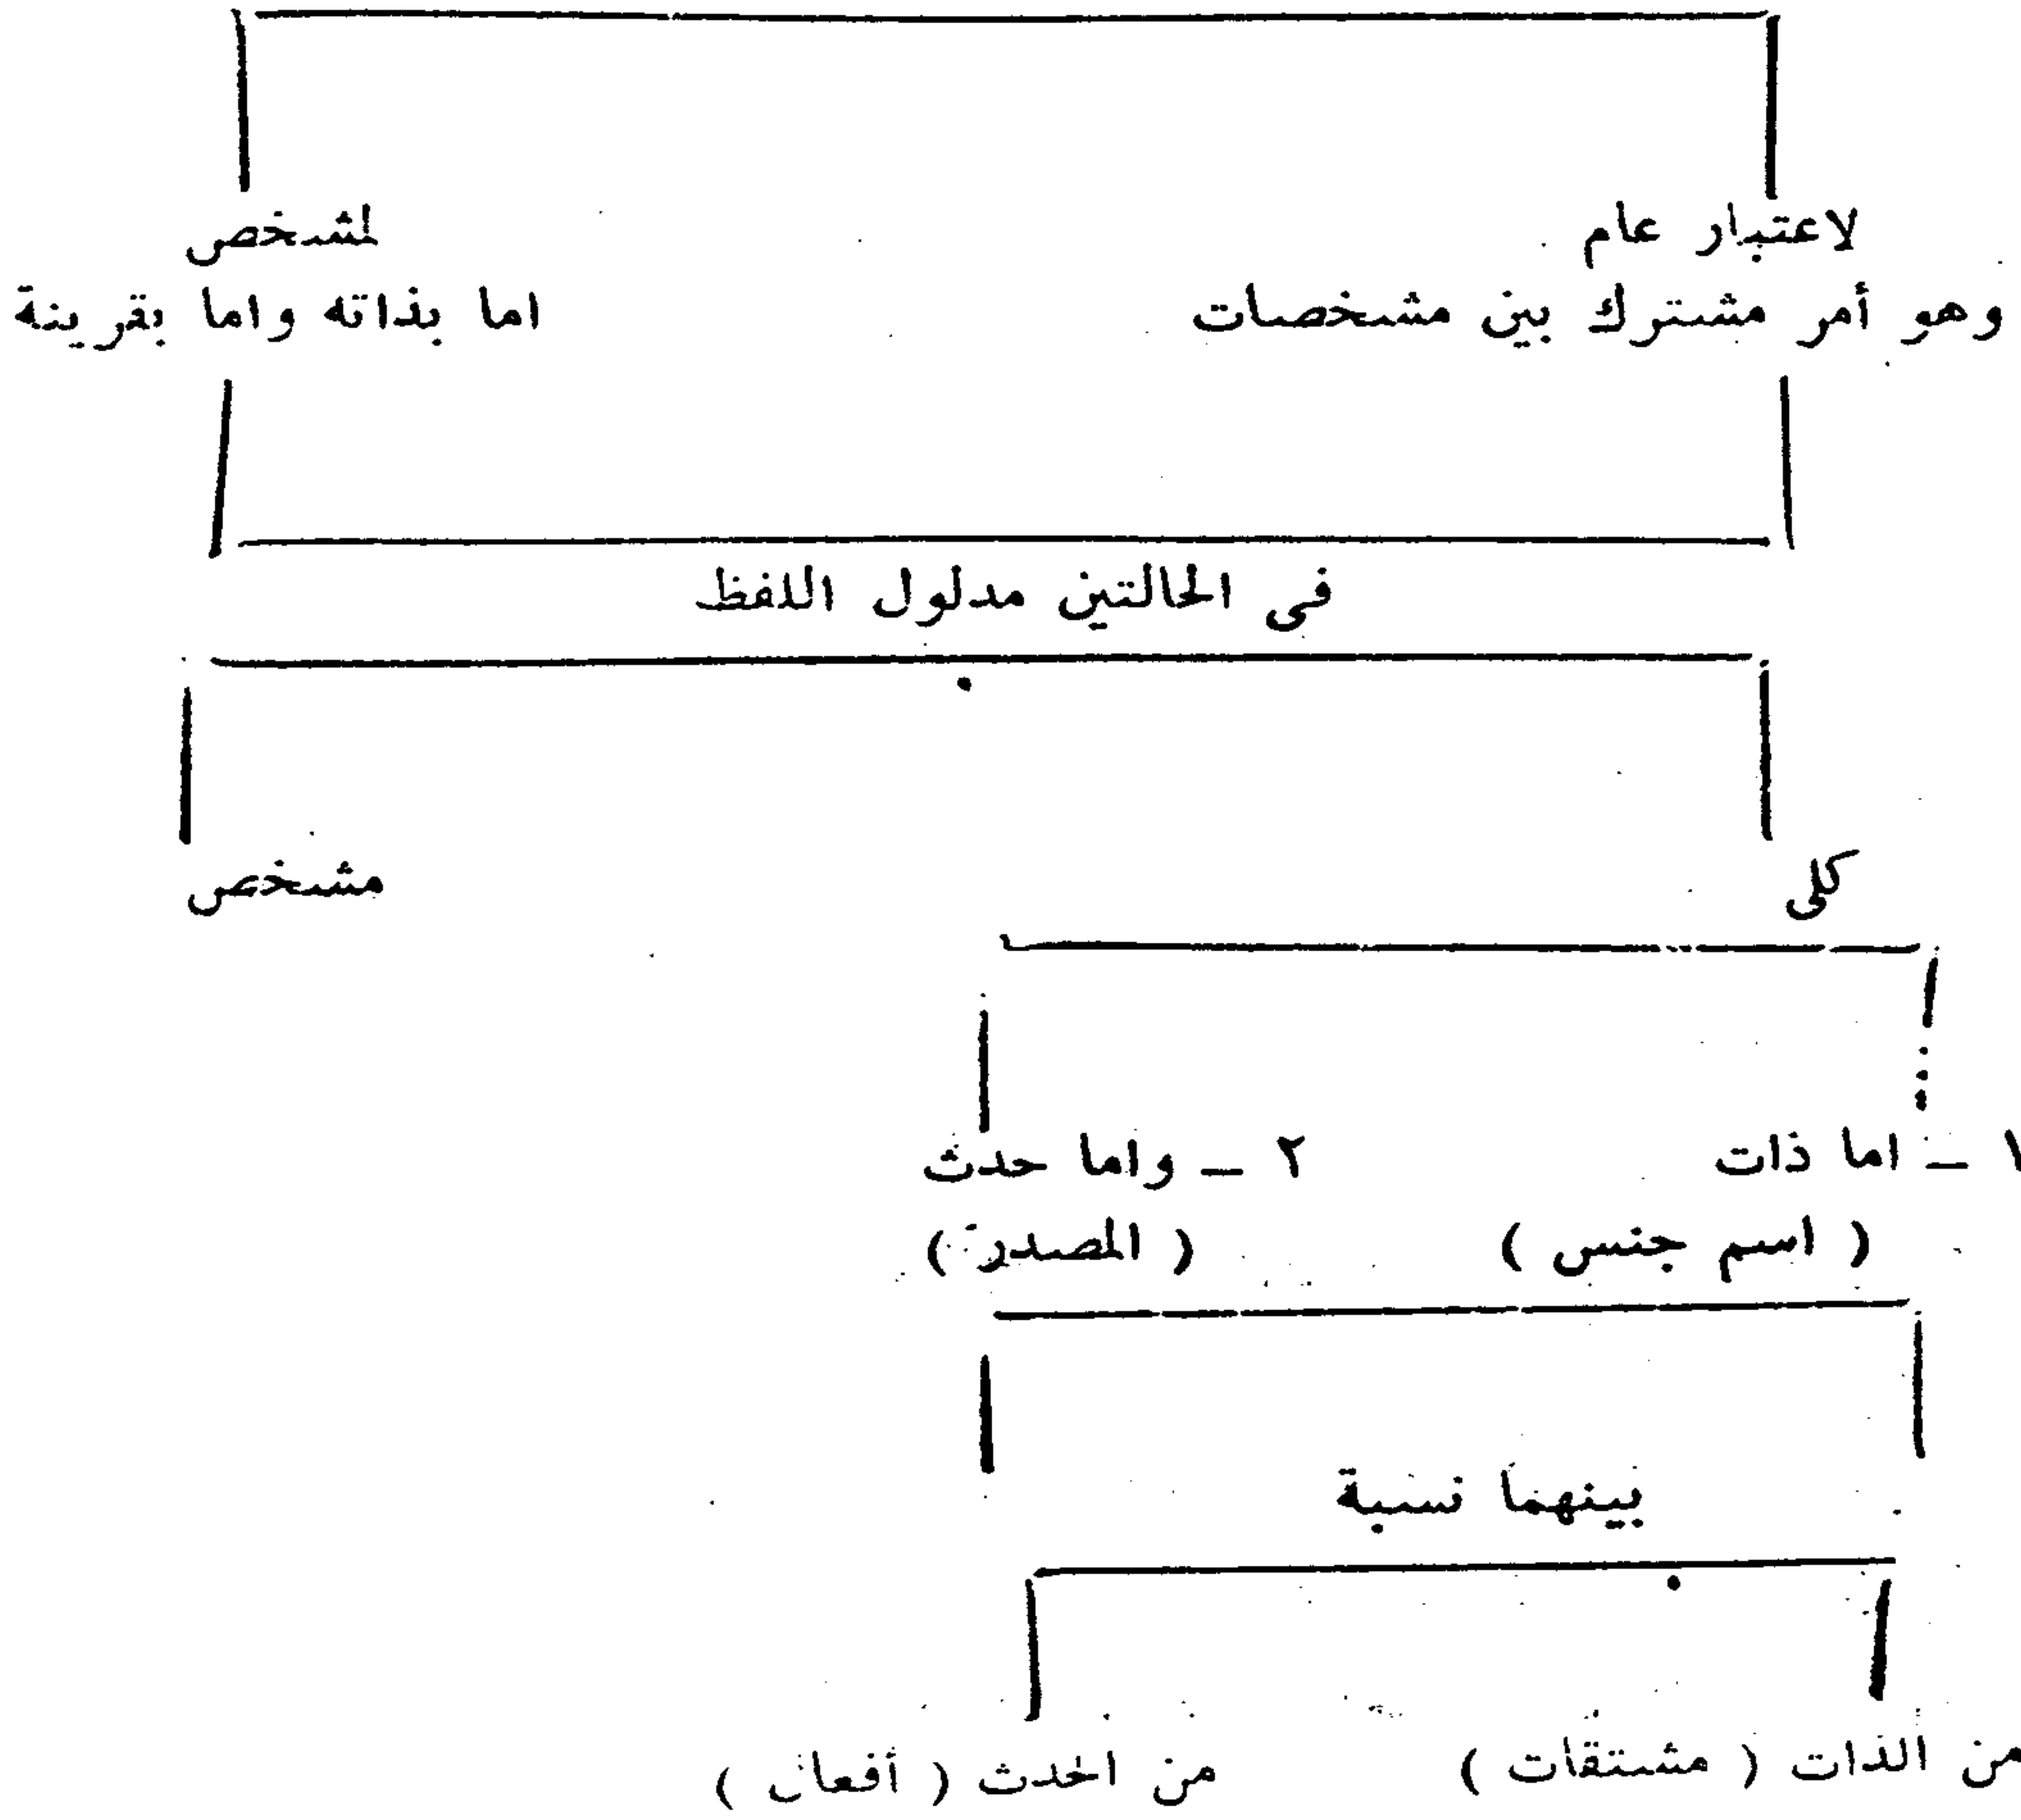 لاعتبار عام
وهو أمر مشترك بين مشخصات
لمشخص
اما بذاته واما بقرينة
فى الحالتين مدلول اللفظ
كلى
مشخص
١ ـ اما ذات
( اسم جنس )
٢ ـ واما حدث
( المصدر )
بينهما نسبة
من الذات ( مشتقات )
من الحدث ( أفعال )